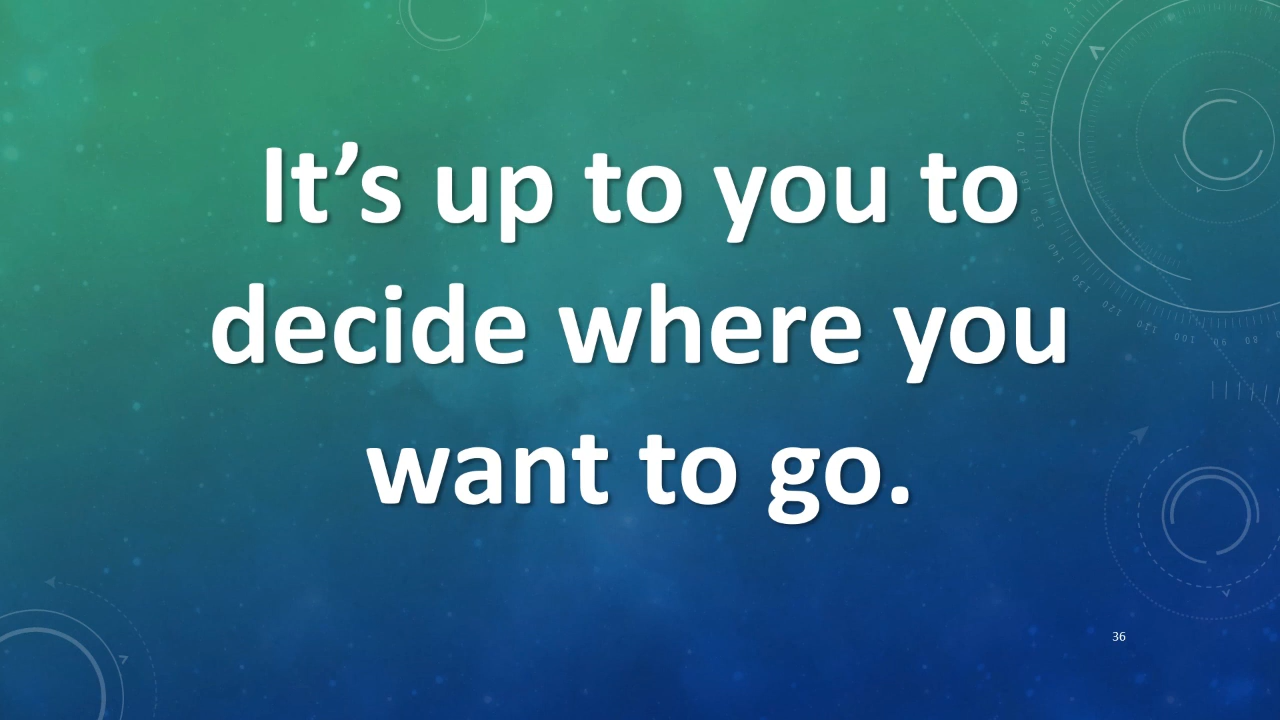 It’s up to you to
decide where you
want to go.
36